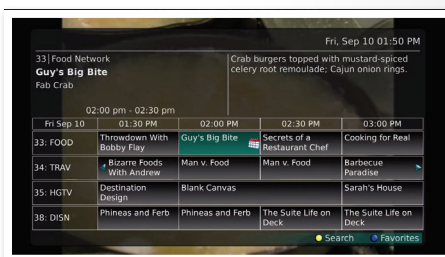 Fri, Sep 10 01:50 PM
33|Food Network
Guy's Big Bite
Fab Crab
02:00 pm - 02:30 pm
Crab burgers topped with mustard-spiced
celery root remoulade; Cajun onion rings.
Fri Sep 10 01:30 PM 02:00 PM 02:30 PM 03:00 PM
33: FOOD
Throwdown With
Bobby Flay
Guy's Big Bite
Secrets of a
Restaurant Chef
Cooking for Real
34: TRAV
Bizarre Foods
With Andrew
Man v. Food
Man v. Food
Barbecue
Paradise
35: HGTV
Destination
Design
Blank Canvas
Sarah's House
38: DISN
Phineas and Ferb
Phineas and Ferb
The Suite Life on
Deck
The Suite Life on
Deck
Search Favorites